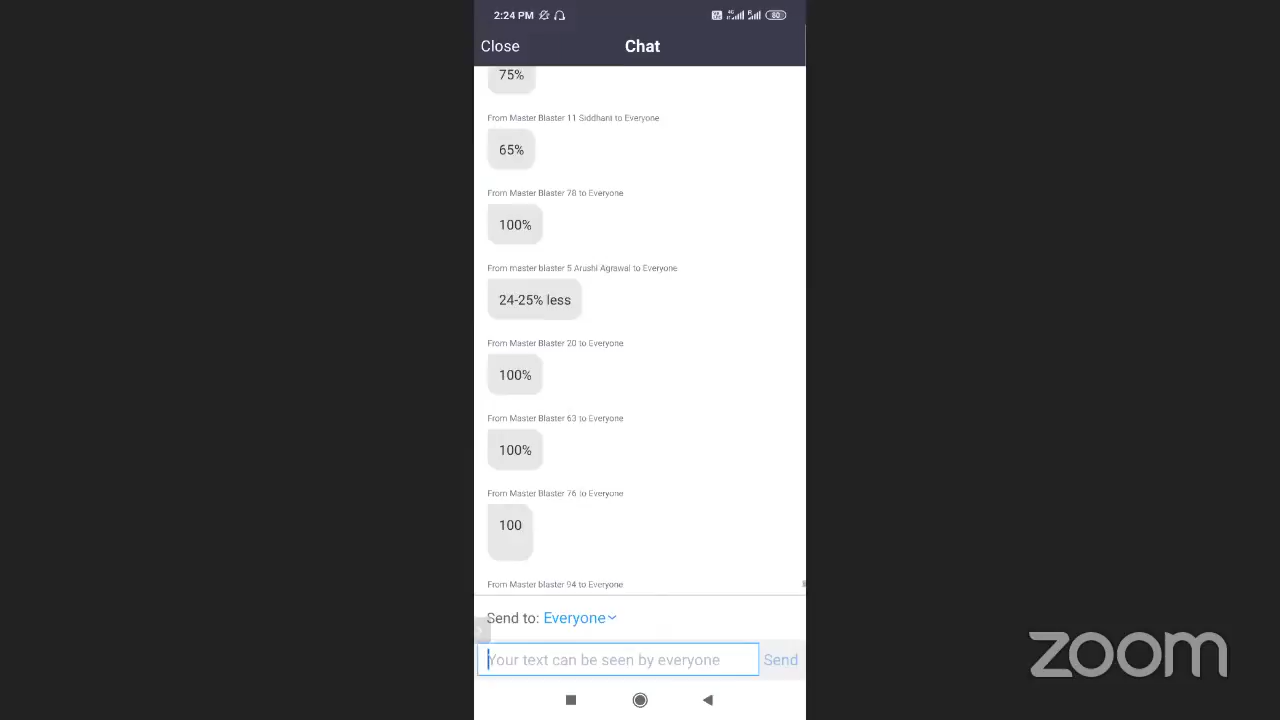 2:24 PM
80
Close
Chat
75%
From Master Blaster 11 Siddhani to Everyone
65%
From Master Blaster 78 to Everyone
100%
From master blaster 5 Arushi Agrawal to Everyone
24-25% less
From Master Blaster 20 to Everyone
100%
From Master Blaster 63 to Everyone
100%
From Master Blaster 76 to Everyone
100
From Master blaster 94 to Everyone
Send to: Everyone
Your text can be seen by everyone
Send
zoom